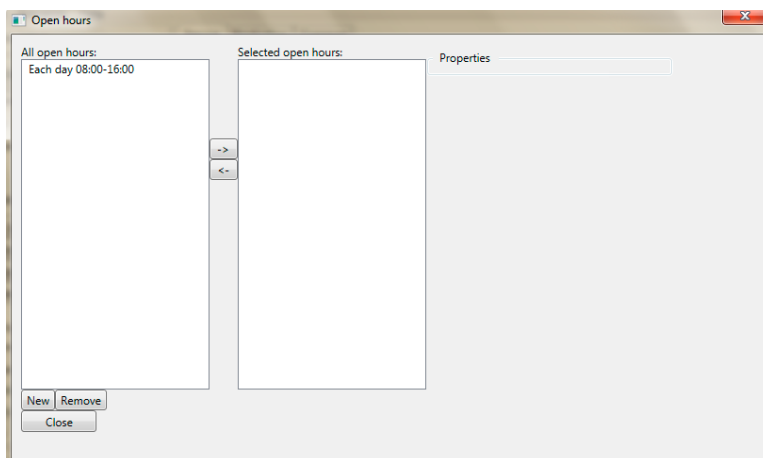 Open hours
All open hours:
Each day 08:00-16:00
->
<-
Selected open hours:
Properties
New
Remove
Close